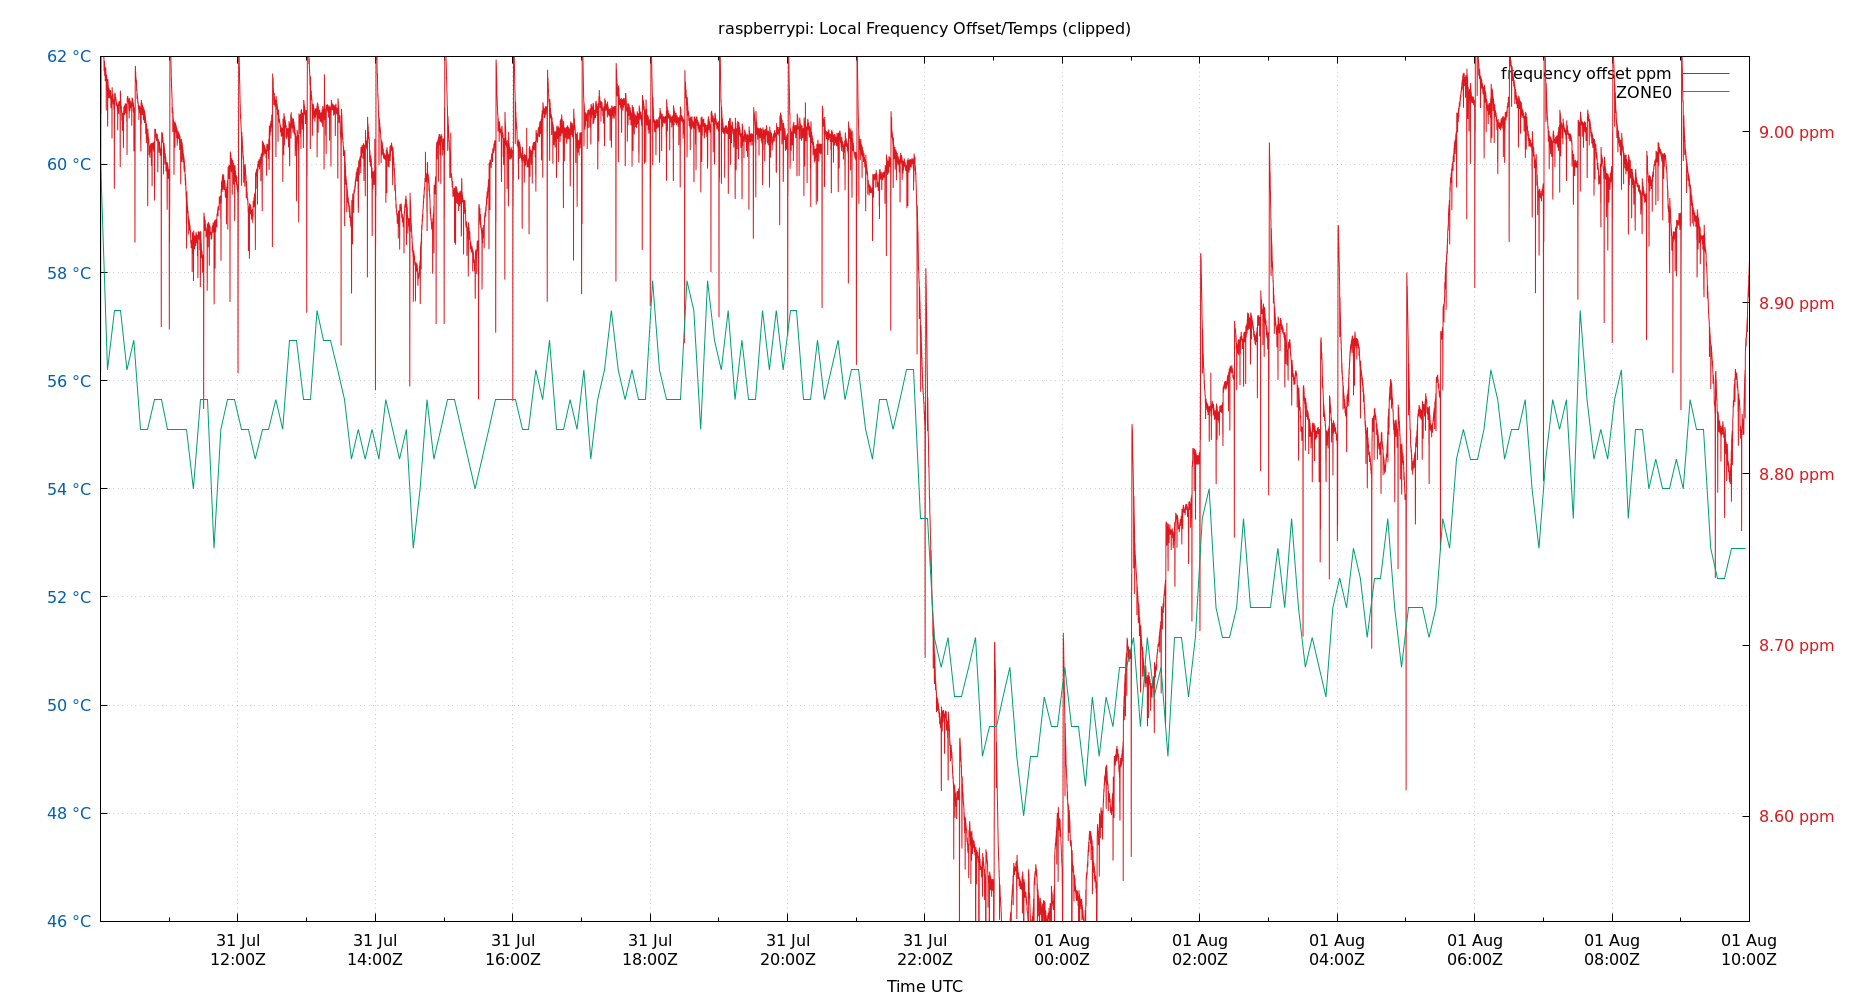 raspberrypi: Local Frequency Offset/Temps (clipped)
62 °C
60 °C
58 °C
56 °C
54 °C
52 °C
50 °C
48 °C
46 °C
frequency offset ppm
ZONE0
9.00 ppm
8.90 ppm
8.80 ppm
8.70 ppm
8.60 ppm
31 Jul
12:00Z
31 Jul
14:00Z
31 Jul
16:00Z
31 Jul
18:00Z
31 Jul
20:00Z
31 Jul
22:00Z
01 Aug
00:00Z
01 Aug
02:00Z
01 Aug
04:00Z
01 Aug
06:00Z
01 Aug
08:00Z
01 Aug
10:00Z
Time UTC